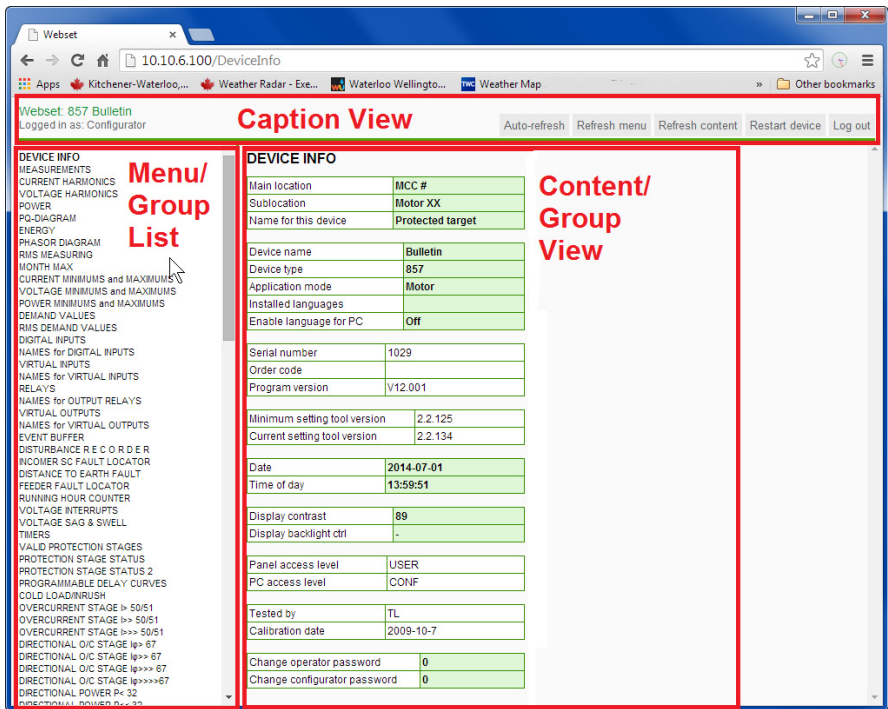 Webset
10.10.6.100/DeviceInfo
Apps Kitchener-Waterloo,... Weather Radar - Exe... Waterloo Wellingto... TWC Weather Map » Other bookmarks
Webset: 857 Bulletin
Logged in as: Configurator
Caption View
Auto-refresh Refresh menu Refresh content Restart device Log out
DEVICE INFO
MEASUREMENTS
CURRENT HARMONICS
VOLTAGE HARMONICS
POWER
PQ-DIAGRAM
ENERGY
PHASOR DIAGRAM
RMS MEASURING
MONTH MAX
CURRENT MINIMUMS and MAXIMUMS
VOLTAGE MINIMUMS and MAXIMUMS
POWER MINIMUMS and MAXIMUMS
DEMAND VALUES
RMS DEMAND VALUES
DIGITAL INPUTS
NAMES for DIGITAL INPUTS
VIRTUAL INPUTS
NAMES for VIRTUAL INPUTS
RELAYS
NAMES for OUTPUT RELAYS
VIRTUAL OUTPUTS
NAMES for VIRTUAL OUTPUTS
EVENT BUFFER
DISTURBANCE R E C O R D E R
INCOMER SC FAULT LOCATOR
DISTANCE TO EARTH FAULT
FEEDER FAULT LOCATOR
RUNNING HOUR COUNTER
VOLTAGE INTERRUPTS
VOLTAGE SAG & SWELL
TIMERS
VALID PROTECTION STAGES
PROTECTION STAGE STATUS
PROTECTION STAGE STATUS 2
PROGRAMMABLE DELAY CURVES
COLD LOAD/INRUSH
OVERCURRENT STAGE I> 50/51
OVERCURRENT STAGE I>> 50/51
OVERCURRENT STAGE I>>> 50/51
DIRECTIONAL O/C STAGE Iφ> 67
DIRECTIONAL O/C STAGE Iφ>> 67
DIRECTIONAL O/C STAGE Iφ>>> 67
DIRECTIONAL O/C STAGE Iφ>>>>67
DIRECTIONAL POWER P< 32
DIRECTIONAL POWER P<< 32
Menu/
Group
List
DEVICE INFO
Main location MCC #
Sublocation Motor XX
Name for this device Protected target
Device name Bulletin
Device type 857
Application mode Motor
Installed languages
Enable language for PC Off
Serial number 1029
Order code
Program version V12.001
Minimum setting tool version 2.2.125
Current setting tool version 2.2.134
Date 2014-07-01
Time of day 13:59:51
Display contrast 89
Display backlight ctrl -
Panel access level USER
PC access level CONF
Tested by TL
Calibration date 2009-10-7
Change operator password 0
Change configurator password 0
Content/
Group
View